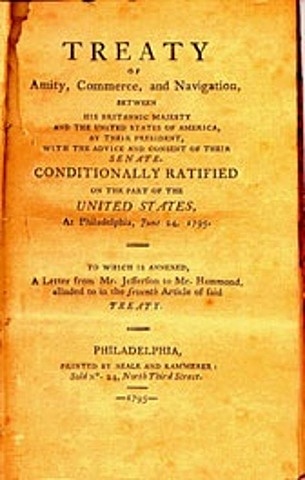 TREATY
OF
Amity, Commerce, and Navigation,
BETWEEN
HIS BRITANNIC MAJESTY
AND THE UNITED STATES OF AMERICA,
BY THEIR PRESIDENT,
WITH THE ADVICE AND CONSENT OF THEIR
SENATE.
CONDITIONALLY RATIFIED
ON THE PART OF THE
UNITED STATES,
At Philadelphia, June 24, 1795.
TO WHICH IS ANNEXED,
A Letter from Mr. Jefferson to Mr. Hammond,
alluded to in the seventh Article of said
TREATY.
PHILADELPHIA,
PRINTED BY NEALE AND KAMMERER:
Sold No. 24, North Third Street.
—1795—